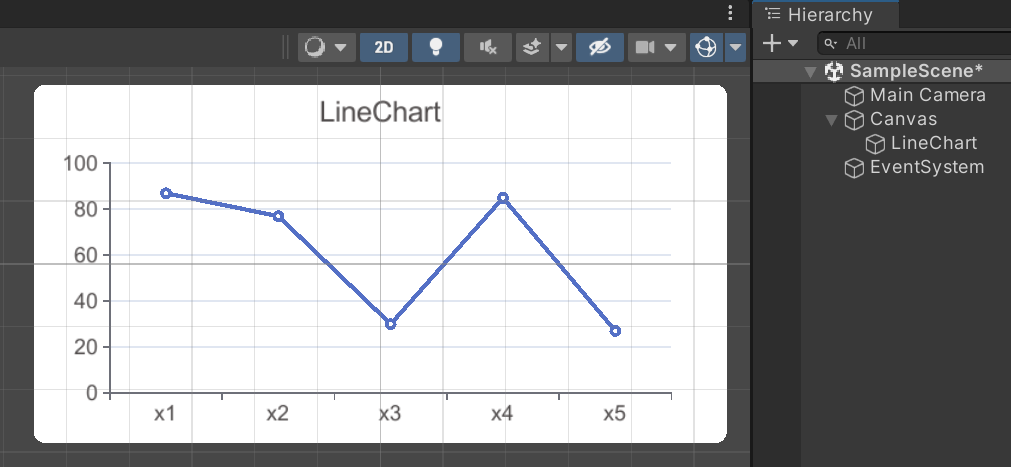 2D
LineChart
100
80
60
40
20
0
x1 x2 x3 x4 x5
Hierarchy
All
SampleScene*
Main Camera
Canvas
LineChart
EventSystem